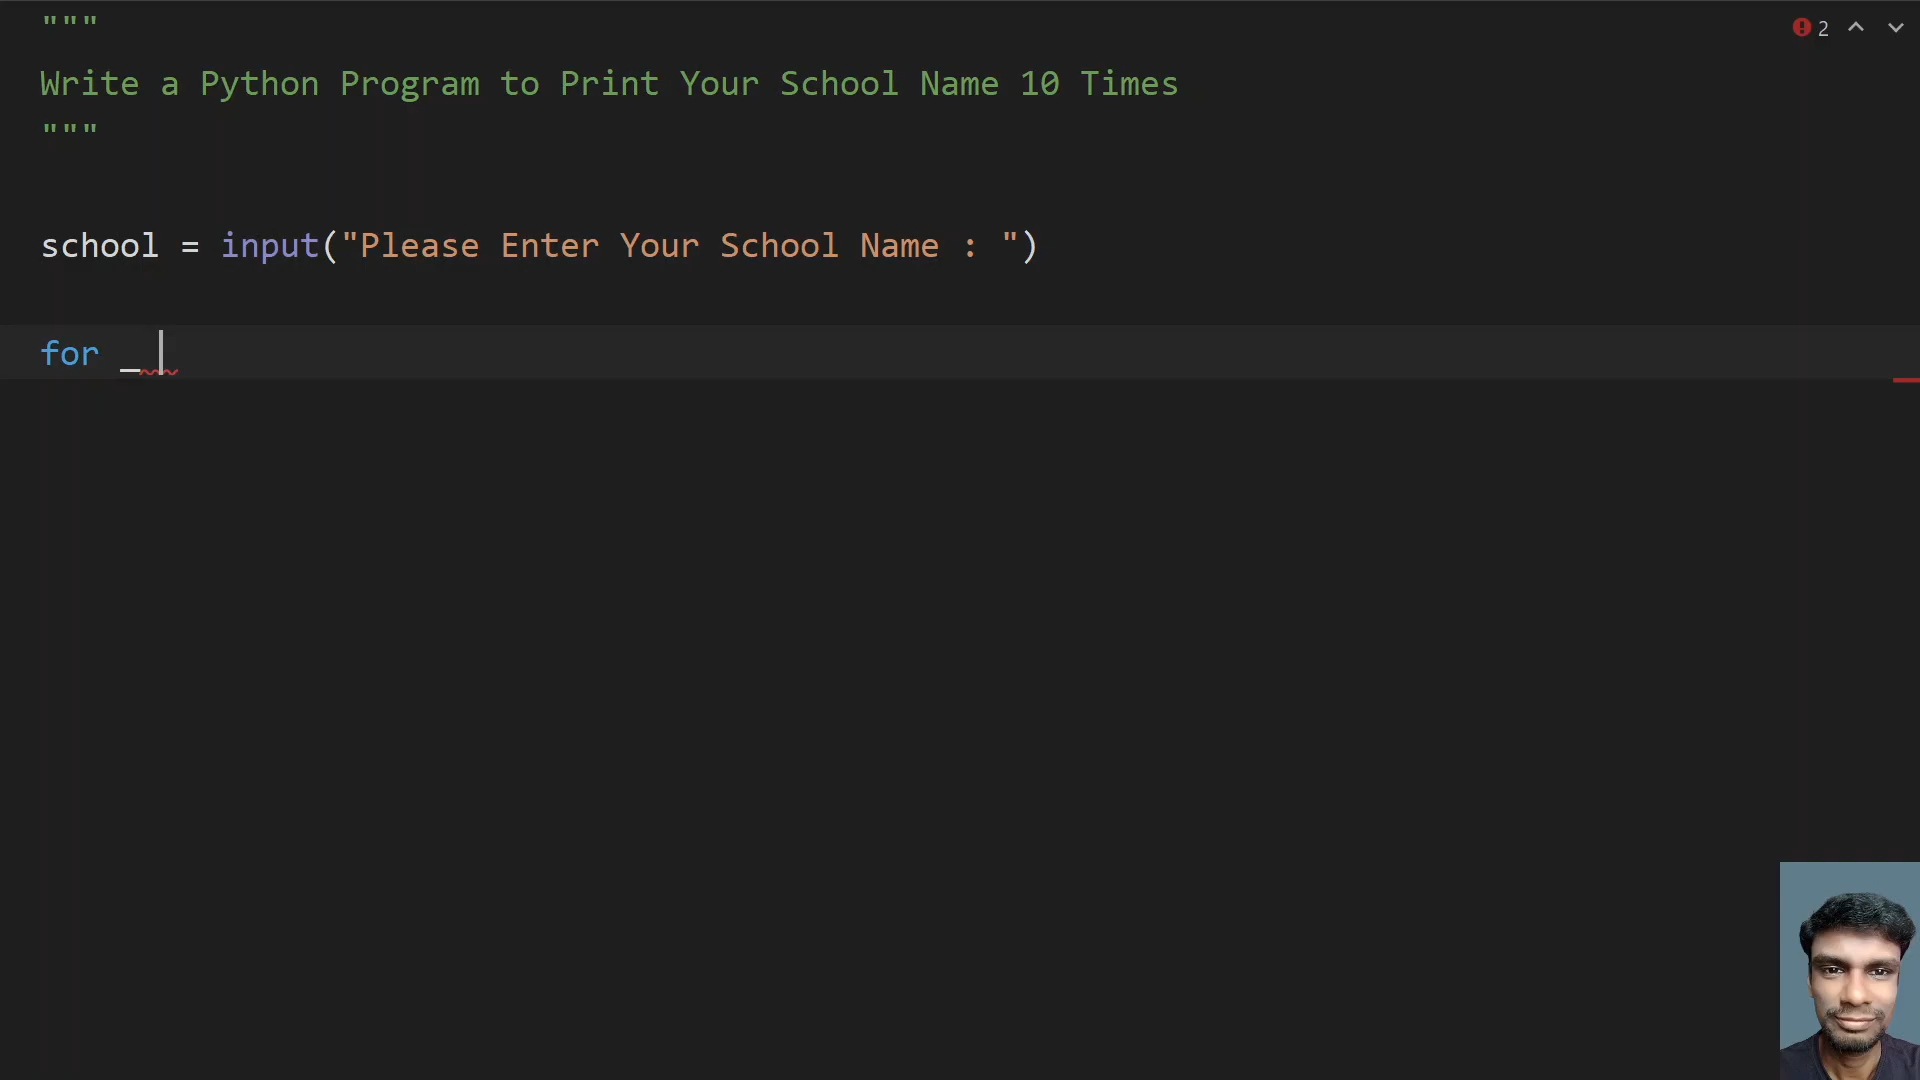 """
Write a Python Program to Print Your School Name 10 Times
"""
school = input("Please Enter Your School Name : ")
for _
2